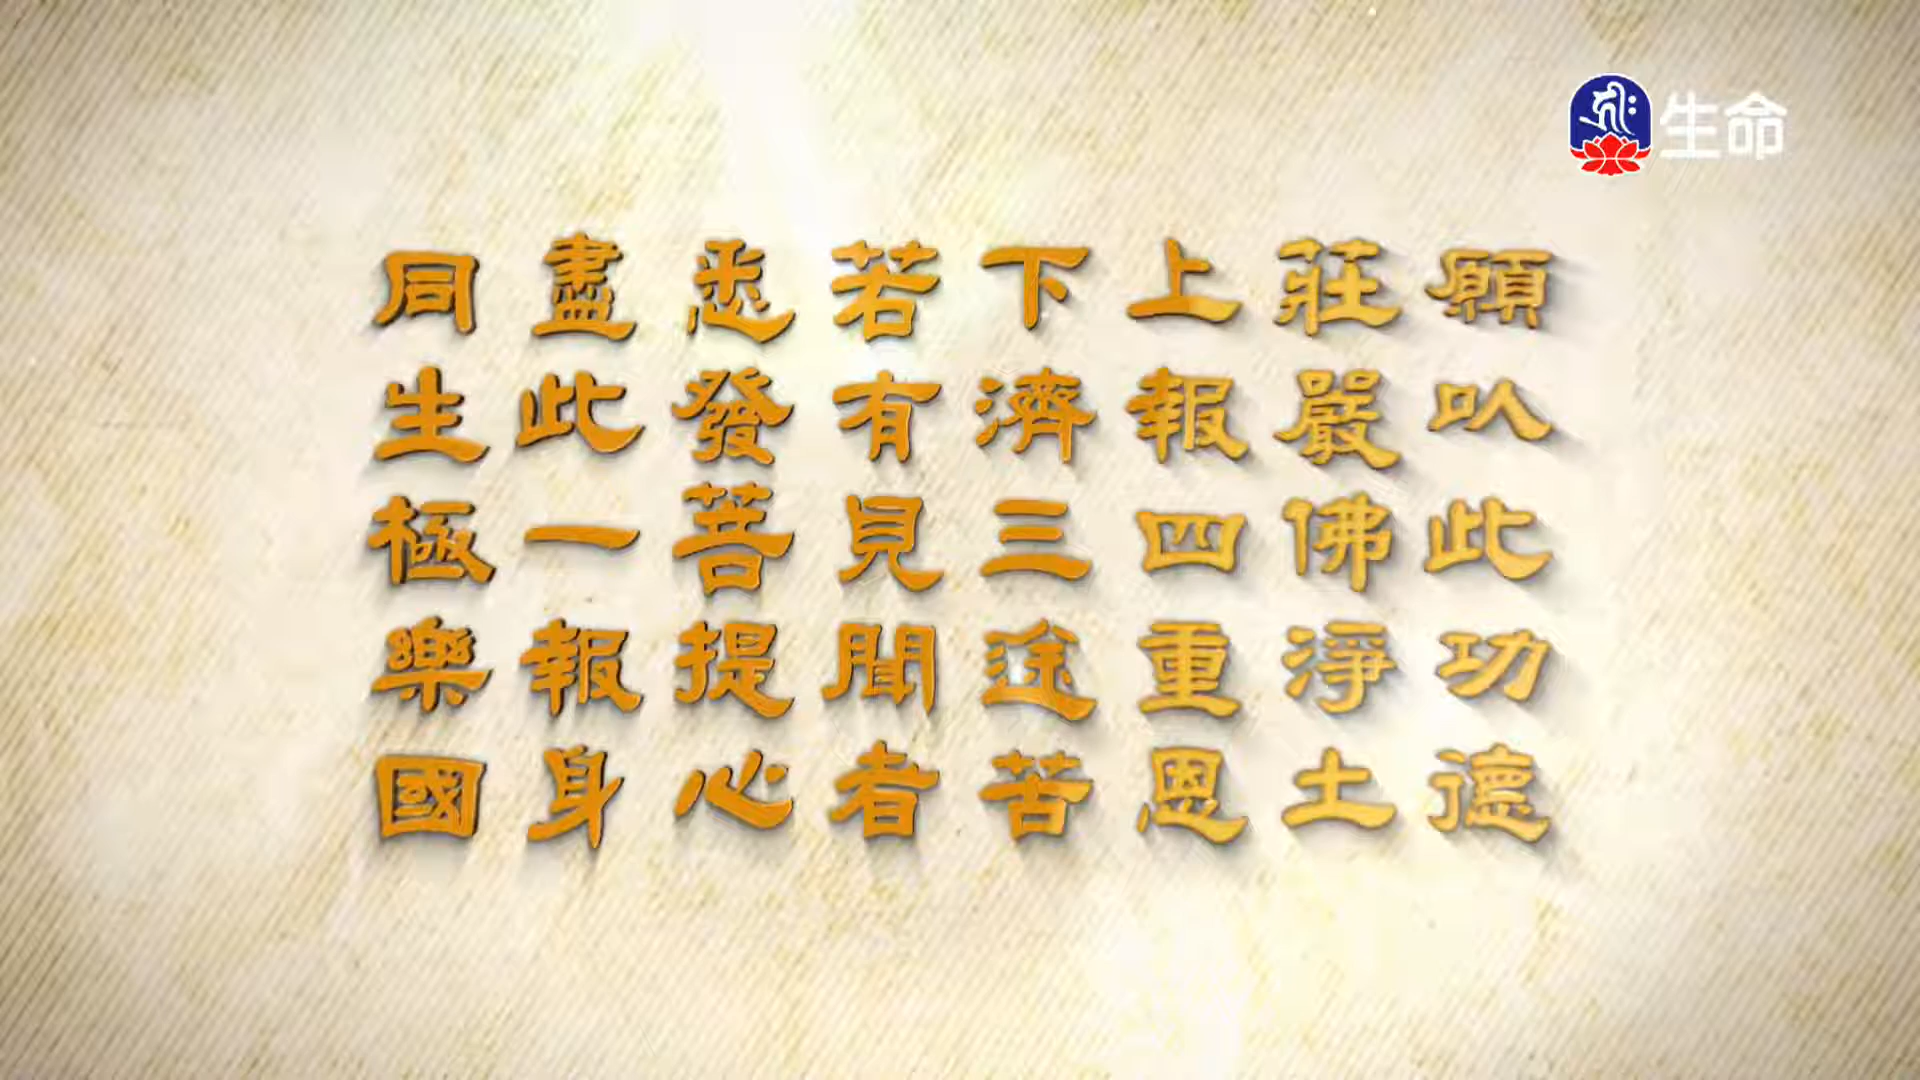 生命
願以此功德
莊嚴佛淨土
上報四重恩
下濟三途苦
若有見聞者
悉發菩提心
盡此一報身
同生極樂國